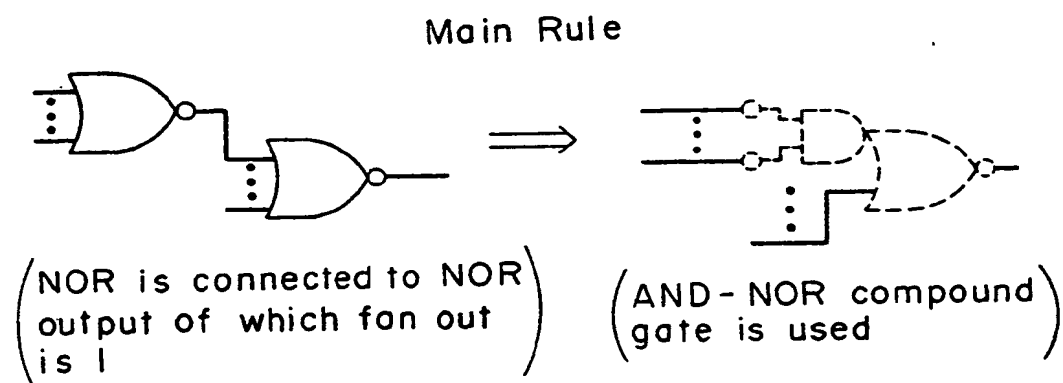 Main Rule
(NOR is connected to NOR
output of which fan out
is 1)
(AND-NOR compound
gate is used)